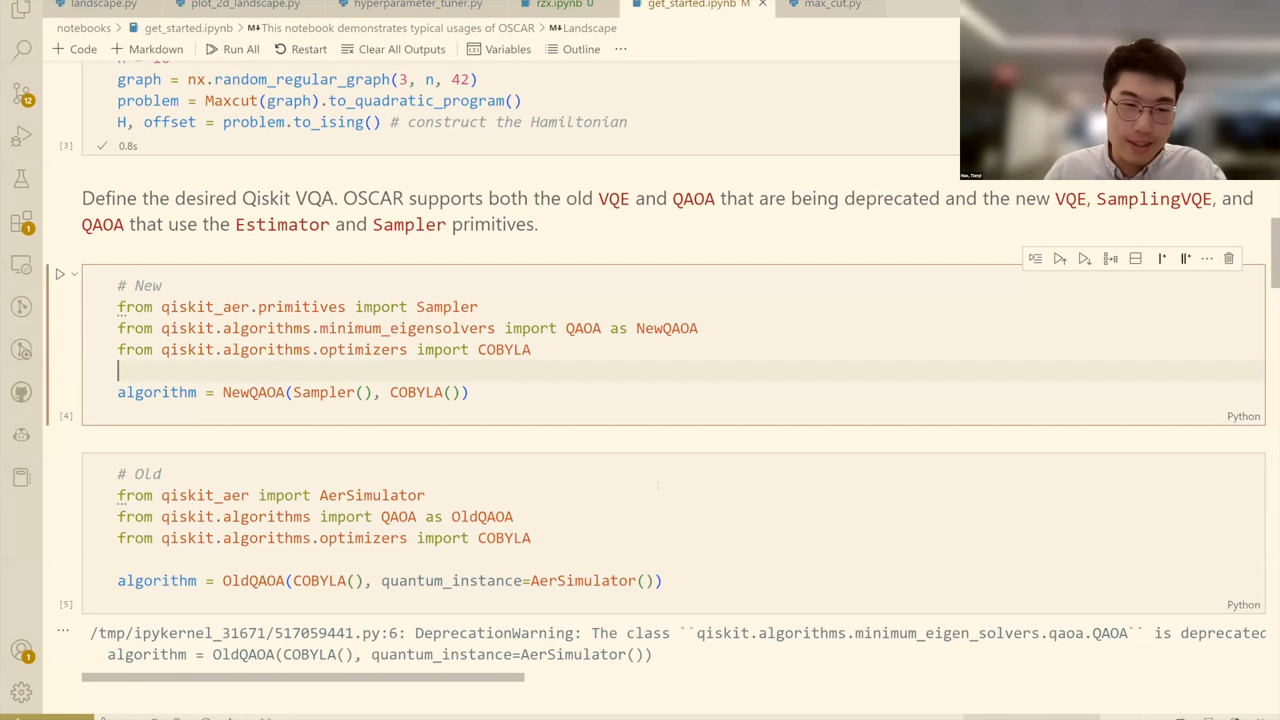 landscape.py
plot_2d_landscape.py
hyperparameter_tuner.py
rzx.ipynb U
get_started.ipynb M
max_cut.py
notebooks > get_started.ipynb > M↓This notebook demonstrates typical usages of OSCAR > M↓Landscape
+ Code + Markdown Run All Restart Clear All Outputs Variables Outline ...
graph = nx.random_regular_graph(3, n, 42)
problem = Maxcut(graph).to_quadratic_program()
H, offset = problem.to_ising() # construct the Hamiltonian
[3] 0.8s
Define the desired Qiskit VQA. OSCAR supports both the old VQE and QAOA that are being deprecated and the new VQE, SamplingVQE, and
QAOA that use the Estimator and Sampler primitives.
# New
from qiskit_aer.primitives import Sampler
from qiskit.algorithms.minimum_eigensolvers import QAOA as NewQAOA
from qiskit.algorithms.optimizers import COBYLA
algorithm = NewQAOA(Sampler(), COBYLA())
[4] Python
# Old
from qiskit_aer import AerSimulator
from qiskit.algorithms import QAOA as OldQAOA
from qiskit.algorithms.optimizers import COBYLA
algorithm = OldQAOA(COBYLA(), quantum_instance=AerSimulator())
[5] Python
... /tmp/ipykernel_31671/517059441.py:6: DeprecationWarning: The class ``qiskit.algorithms.minimum_eigen_solvers.qaoa.QAOA`` is deprecated
algorithm = OldQAOA(COBYLA(), quantum_instance=AerSimulator())
12
1
1
Hao, Tianyi